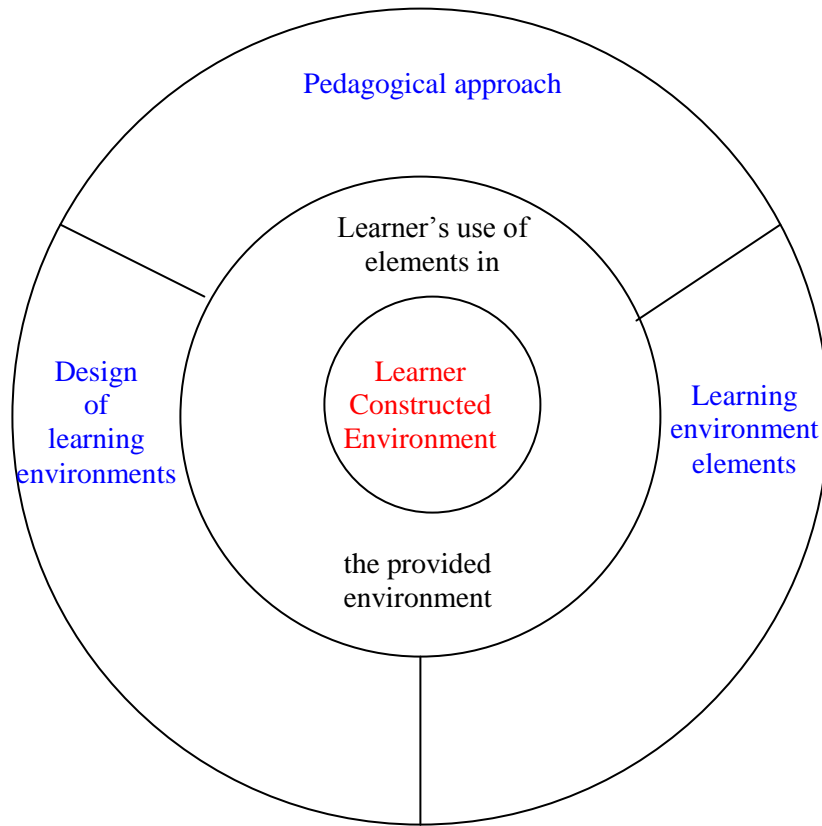 Pedagogical approach
Learner’s use of
elements in
Learner
Constructed
Environment
Design
of
learning
environments
Learning
environment
elements
the provided
environment